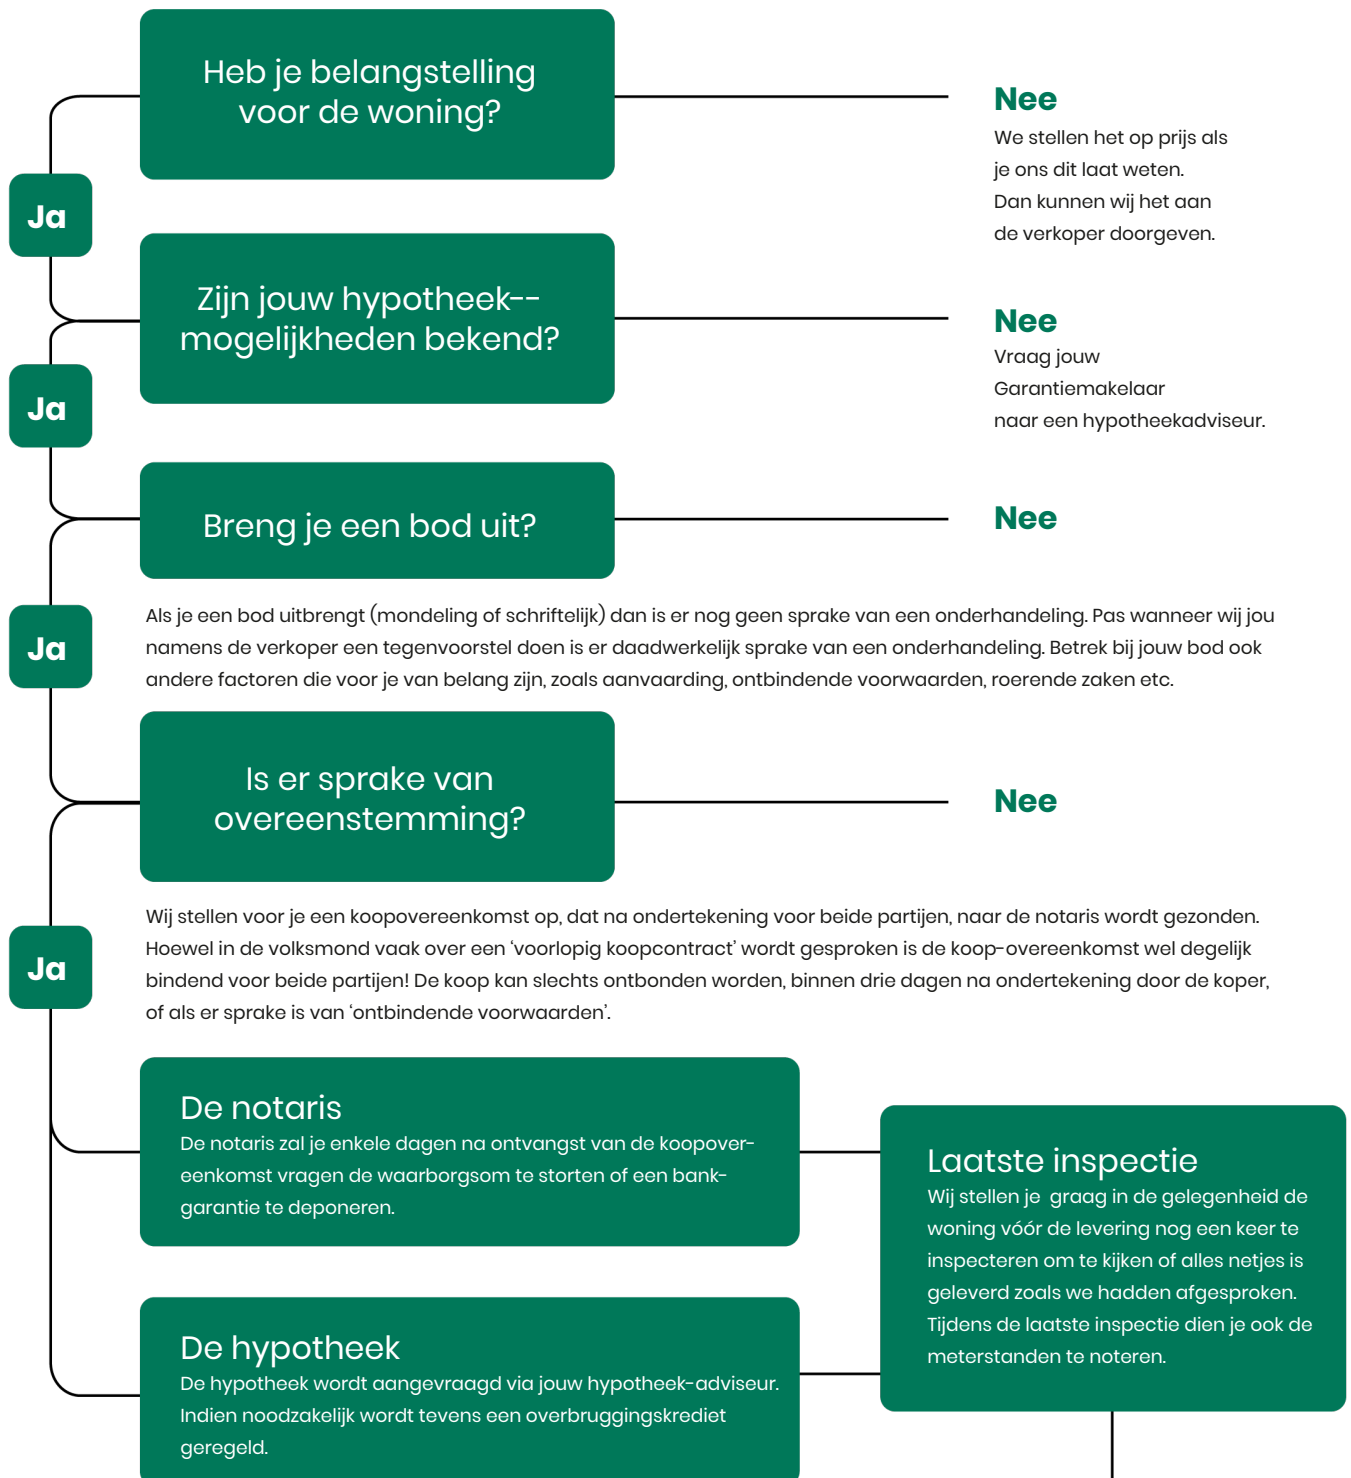 Heb je belangstelling
voor de woning?
Nee
We stellen het op prijs als
je ons dit laat weten.
Dan kunnen wij het aan
de verkoper doorgeven.
Ja
Zijn jouw hypotheek--
mogelijkheden bekend?
Nee
Vraag jouw
Garantiemakelaar
naar een hypotheekadviseur.
Ja
Breng je een bod uit?
Nee
Ja
Als je een bod uitbrengt (mondeling of schriftelijk) dan is er nog geen sprake van een onderhandeling. Pas wanneer wij jou
namens de verkoper een tegenvoorstel doen is er daadwerkelijk sprake van een onderhandeling. Betrek bij jouw bod ook
andere factoren die voor je van belang zijn, zoals aanvaarding, ontbindende voorwaarden, roerende zaken etc.
Is er sprake van
overeenstemming?
Nee
Ja
Wij stellen voor je een koopovereenkomst op, dat na ondertekening voor beide partijen, naar de notaris wordt gezonden.
Hoewel in de volksmond vaak over een ‘voorlopig koopcontract’ wordt gesproken is de koop-overeenkomst wel degelijk
bindend voor beide partijen! De koop kan slechts ontbonden worden, binnen drie dagen na ondertekening door de koper,
of als er sprake is van ‘ontbindende voorwaarden’.
De notaris
De notaris zal je enkele dagen na ontvangst van de koopover-
eenkomst vragen de waarborgsom te storten of een bank-
garantie te deponeren.
Laatste inspectie
Wij stellen je graag in de gelegenheid de
woning vóór de levering nog een keer te
inspecteren om te kijken of alles netjes is
geleverd zoals we hadden afgesproken.
Tijdens de laatste inspectie dien je ook de
meterstanden te noteren.
De hypotheek
De hypotheek wordt aangevraagd via jouw hypotheek-adviseur.
Indien noodzakelijk wordt tevens een overbruggingskrediet
geregeld.